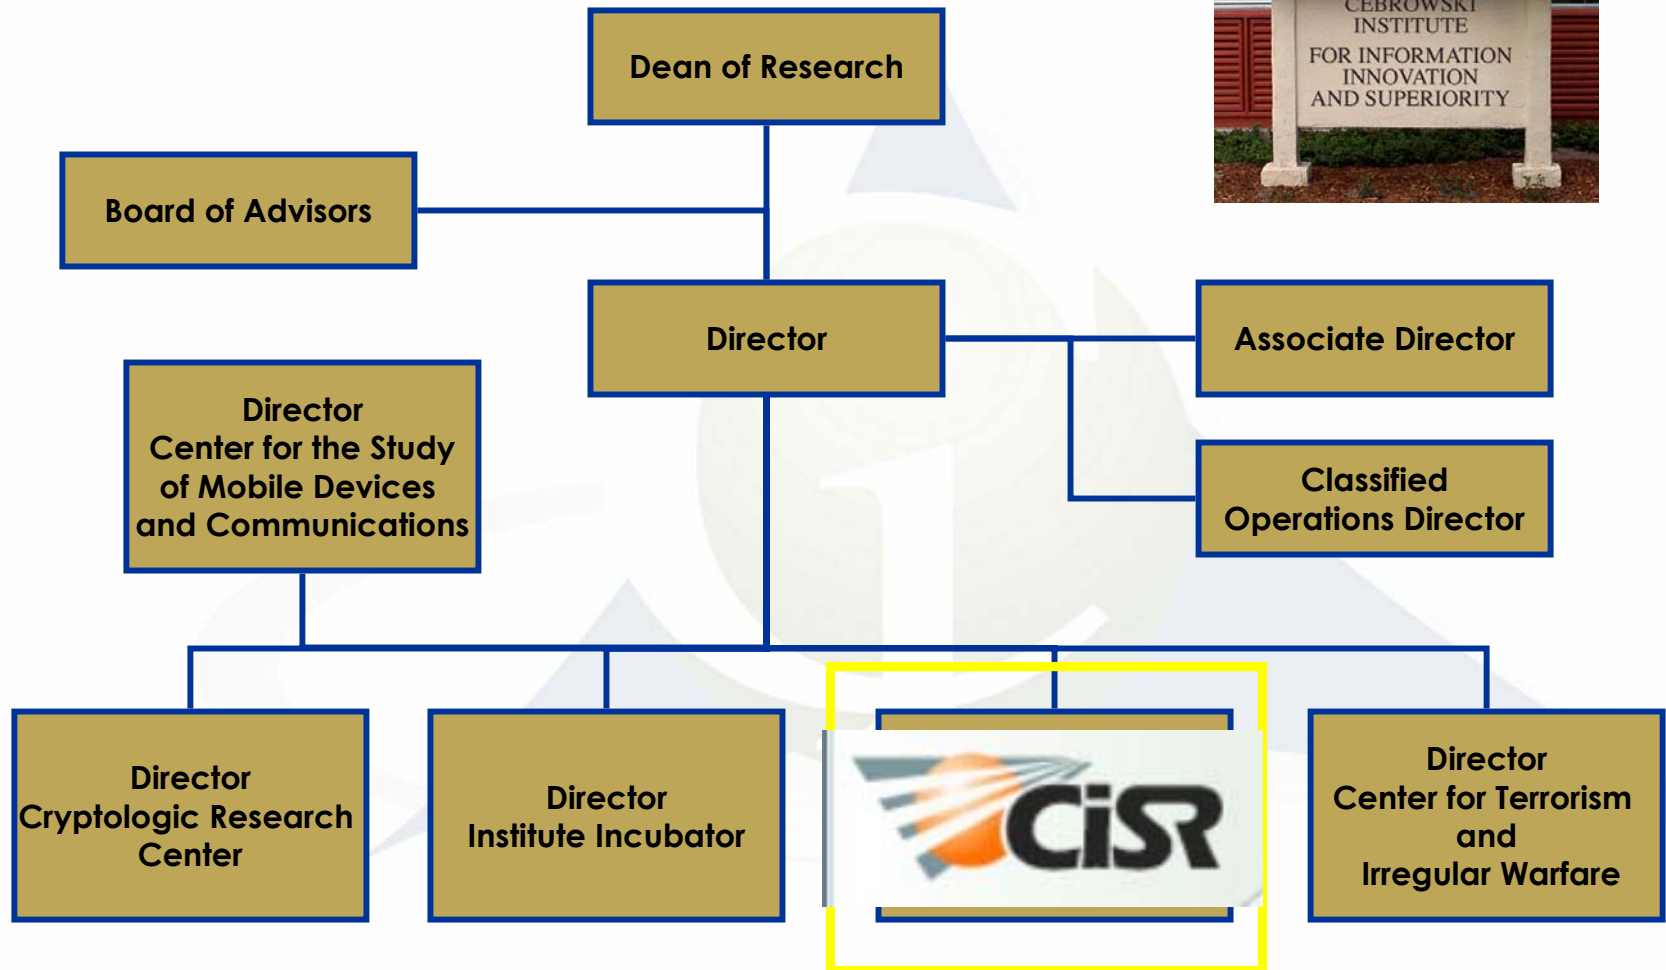 Dean of Research
CEBROWSKI
INSTITUTE
FOR INFORMATION
INNOVATION
AND SUPERIORITY
Board of Advisors
Director
Associate Director
Director
Center for the Study
of Mobile Devices
and Communications
Classified
Operations Director
Director
Cryptologic Research
Center
Director
Institute Incubator
CiSR
Director
Center for Terrorism
and
Irregular Warfare